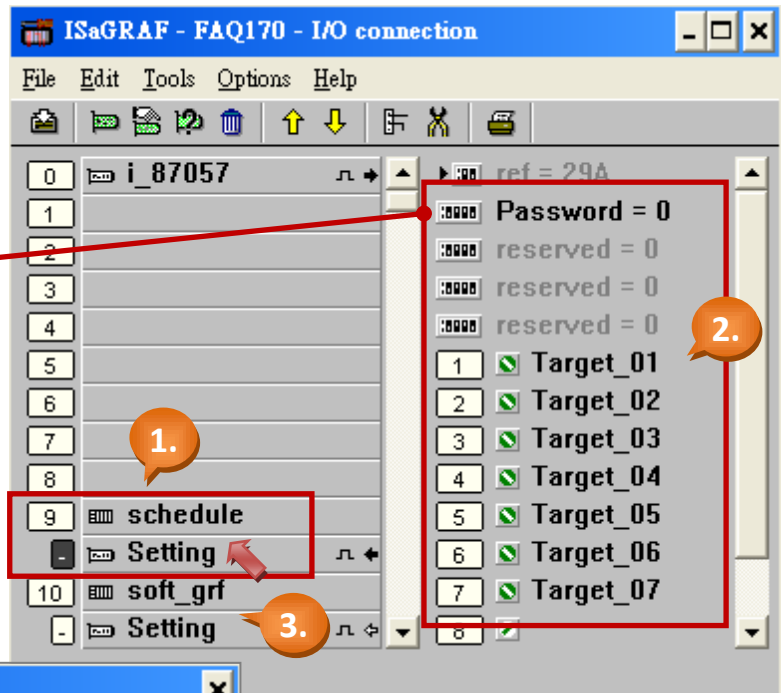 ISaGRAF - FAQ170 - I/O connection
File Edit Tools Options Help
0 i_87057
1
2
3
4
5
6
7
8
1.
9 schedule
- Setting
10 soft_grf
- Setting
3.
ref = 29A
Password = 0
reserved = 0
reserved = 0
reserved = 0
2.
1 Target_01
2 Target_02
3 Target_03
4 Target_04
5 Target_05
6 Target_06
7 Target_07
8